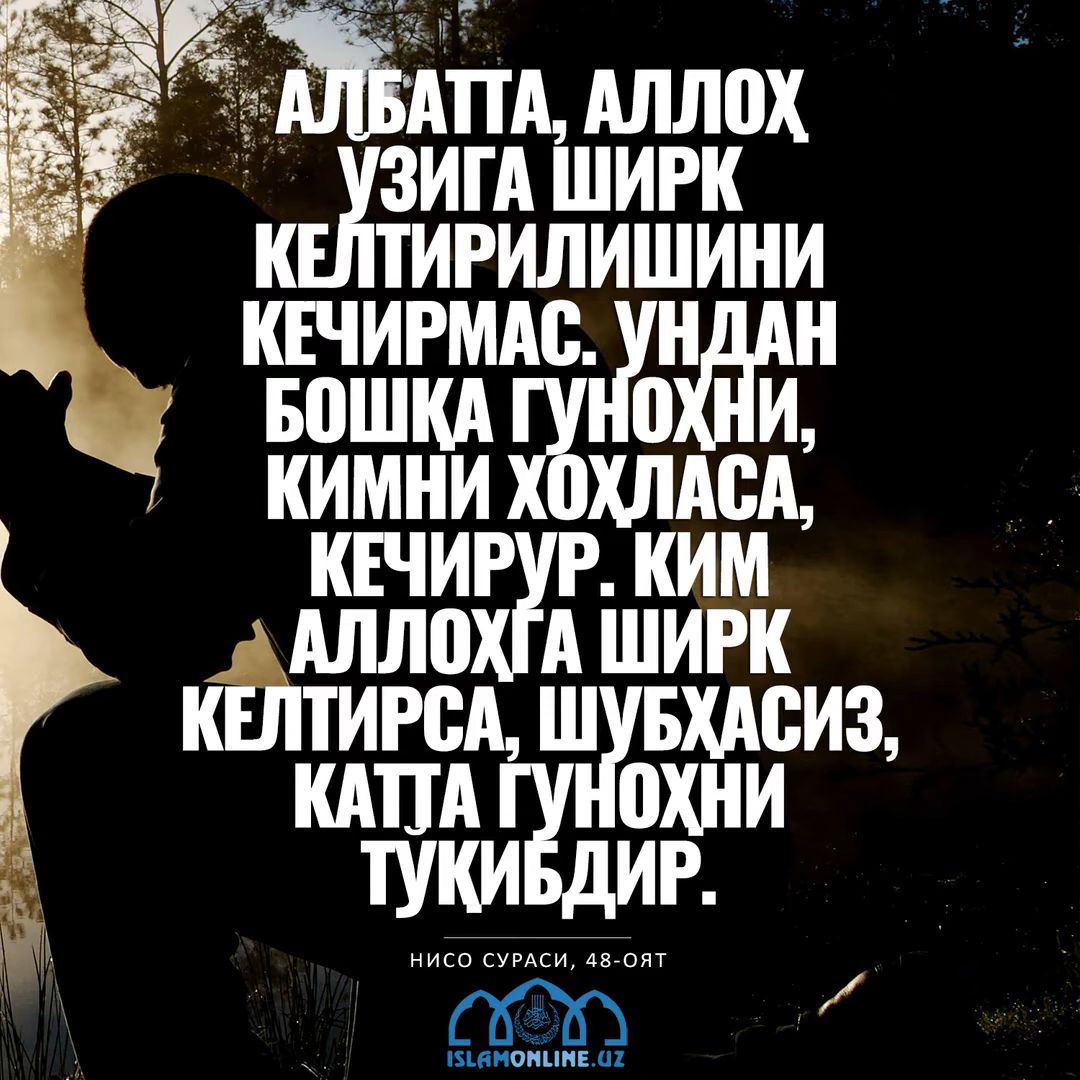 АЛБАТТА, АЛЛОҲ
ЎЗИГА ШИРК
КЕЛТИРИЛИШИНИ
КЕЧИРМАС. УНДАН
БОШҚА ГУНОҲНИ,
КИМНИ ХОҲЛАСА,
КЕЧИРУР. КИМ
АЛЛОҲГА ШИРК
КЕЛТИРСА, ШУБҲАСИЗ,
КАТТА ГУНОҲНИ
ТЎҚИБДИР.
НИСО СУРАСИ, 48-ОЯТ
ISLAMONLINE.UZ